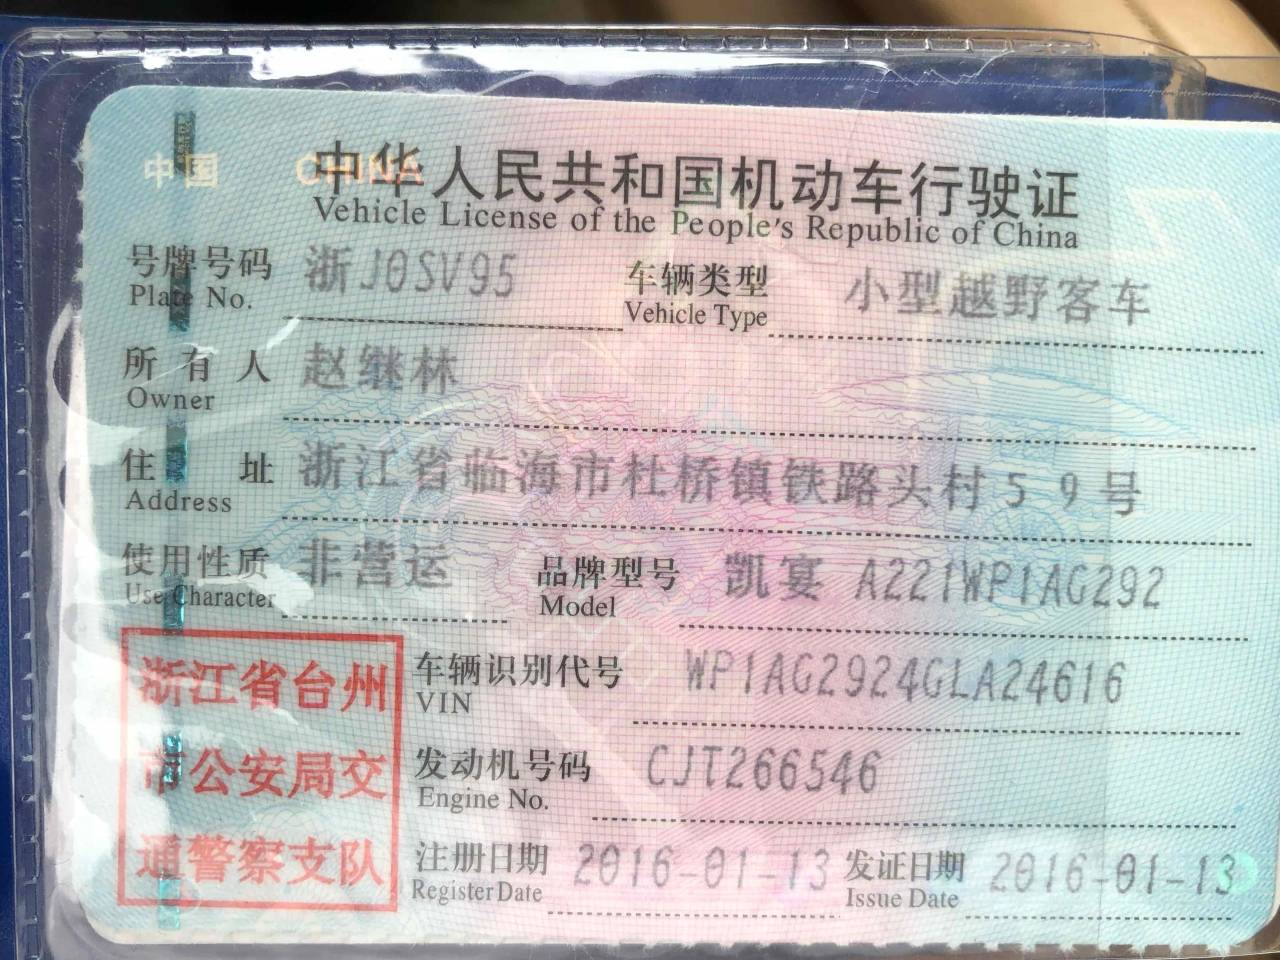 中国 CHINA
中华人民共和国机动车行驶证
Vehicle License of the People's Republic of China
号牌号码 浙J0SV95 车辆类型 小型越野客车
Plate No. Vehicle Type
所有人 赵继林
Owner
住址 浙江省临海市杜桥镇铁路头村59号
Address
使用性质 非营运 品牌型号 凯宴 A221WP1AG292
Use Character Model
浙江省台州
市公安局交
通警察支队
车辆识别代号 WP1AG2924GLA24616
VIN
发动机号码 CJT266546
Engine No.
注册日期 2016-01-13 发证日期 2016-01-13
Register Date Issue Date